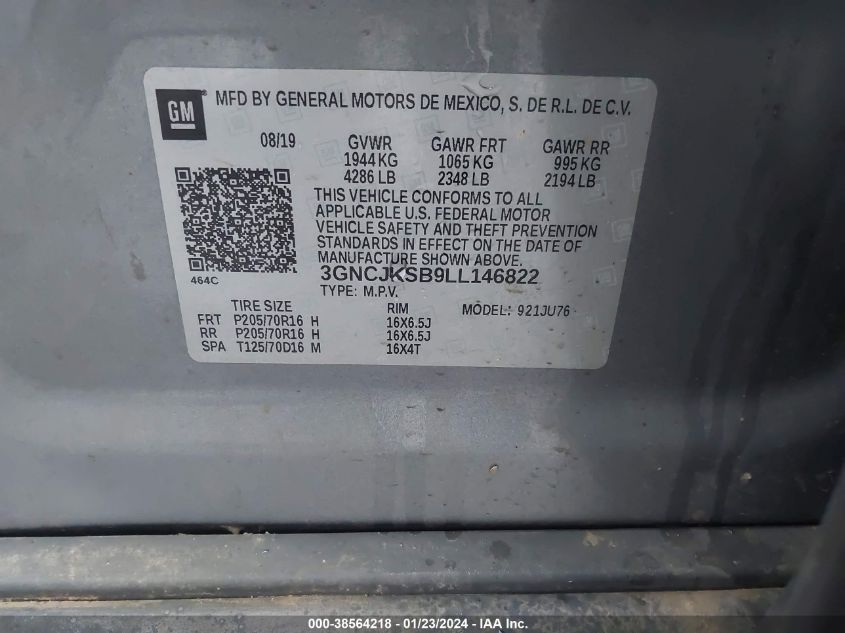 GM
MFD BY GENERAL MOTORS DE MEXICO, S. DE R.L. DE C.V.
08/19 GVWR GAWR FRT GAWR RR
1944 KG 1065 KG 995 KG
4286 LB 2348 LB 2194 LB
THIS VEHICLE CONFORMS TO ALL
APPLICABLE U.S. FEDERAL MOTOR
VEHICLE SAFETY AND THEFT PREVENTION
STANDARDS IN EFFECT ON THE DATE OF
MANUFACTURE SHOWN ABOVE.
464C
3GNCJKSB9LL146822
TYPE: M.P.V.
TIRE SIZE RIM MODEL: 921JU76
FRT P205/70R16 H 16X6.5J
RR P205/70R16 H 16X6.5J
SPA T125/70D16 M 16X4T
000-38564218 - 01/23/2024 - IAAI.COM